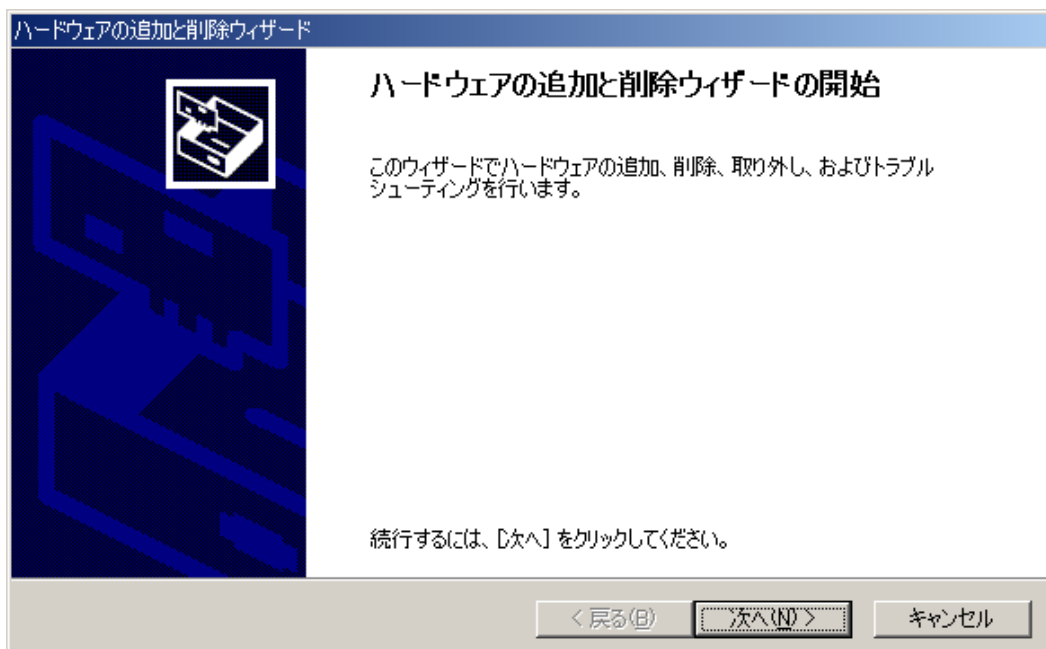 ハードウェアの追加と削除ウィザード
ハードウェアの追加と削除ウィザードの開始
このウィザードでハードウェアの追加、削除、取り外し、およびトラブル
シューティングを行います。
続行するには、[次へ] をクリックしてください。
< 戻る(B)
次へ(N) >
キャンセル